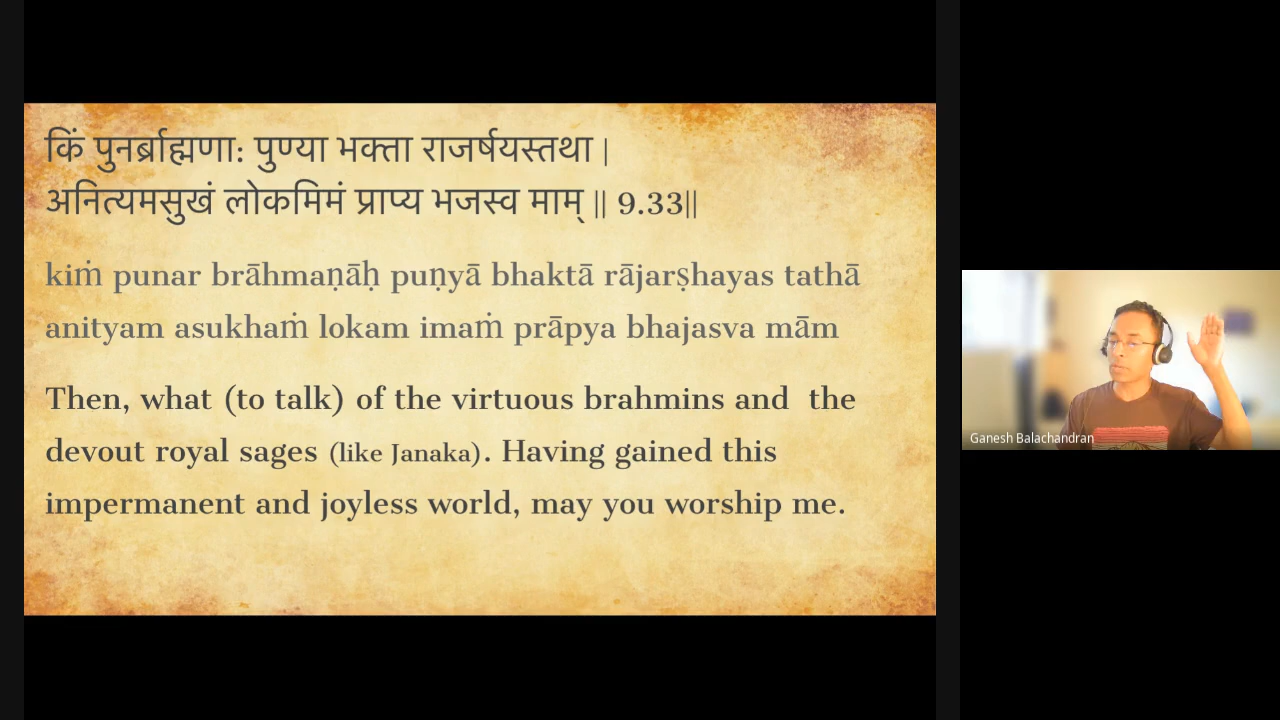 किं पुनर्ब्राह्मणाः पुण्या भक्ता राजर्षयस्तथा |
अनित्यमसुखं लोकमिमं प्राप्य भजस्व माम् || 9.33||
kiṁ punar brāhmaṇāḥ puṇyā bhaktā rājarṣhayas tathā
anityam asukhaṁ lokam imaṁ prāpya bhajasva mām
Then, what (to talk) of the virtuous brahmins and the
devout royal sages (like Janaka). Having gained this
impermanent and joyless world, may you worship me.
Ganesh Balachandran